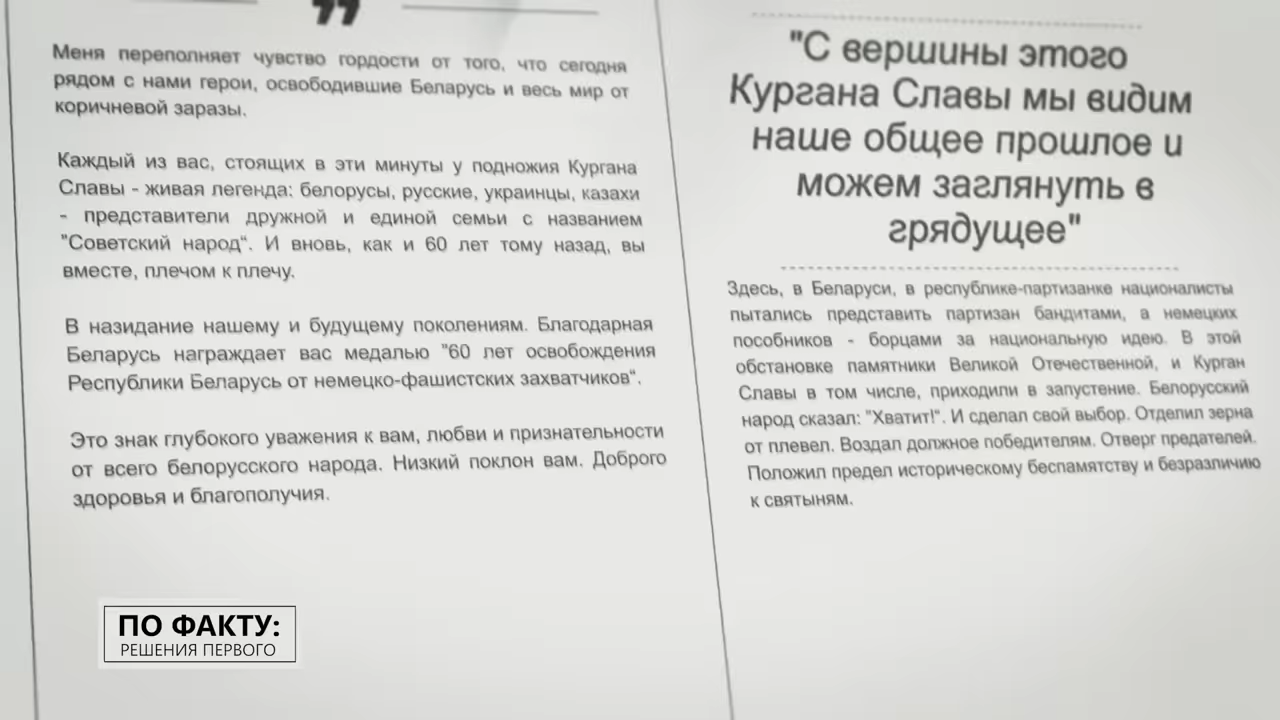 Меня переполняет чувство гордости от того, что сегодня
рядом с нами герои, освободившие Беларусь и весь мир от
коричневой заразы.
Каждый из вас, стоящих в эти минуты у подножия Кургана
Славы - живая легенда: белорусы, русские, украинцы, казахи
- представители дружной и единой семьи с названием
"Советский народ“. И вновь, как и 60 лет тому назад, вы
вместе, плечом к плечу.
В назидание нашему и будущему поколениям. Благодарная
Беларусь награждает вас медалью "60 лет освобождения
Республики Беларусь от немецко-фашистских захватчиков“.
Это знак глубокого уважения к вам, любви и признательности
от всего белорусского народа. Низкий поклон вам. Доброго
здоровья и благополучия.
"С вершины этого
Кургана Славы мы видим
наше общее прошлое и
можем заглянуть в
грядущее"
Здесь, в Беларуси, в республике-партизанке националисты
пытались представить партизан бандитами, а немецких
пособников - борцами за национальную идею. В этой
обстановке памятники Великой Отечественной, и Курган
Славы в том числе, приходили в запустение. Белорусский
народ сказал: "Хватит!". И сделал свой выбор. Отделил зерна
от плевел. Воздал должное победителям. Отверг предателей.
Положил предел историческому беспамятству и безразличию
к святыням.
ПО ФАКТУ:
РЕШЕНИЯ ПЕРВОГО